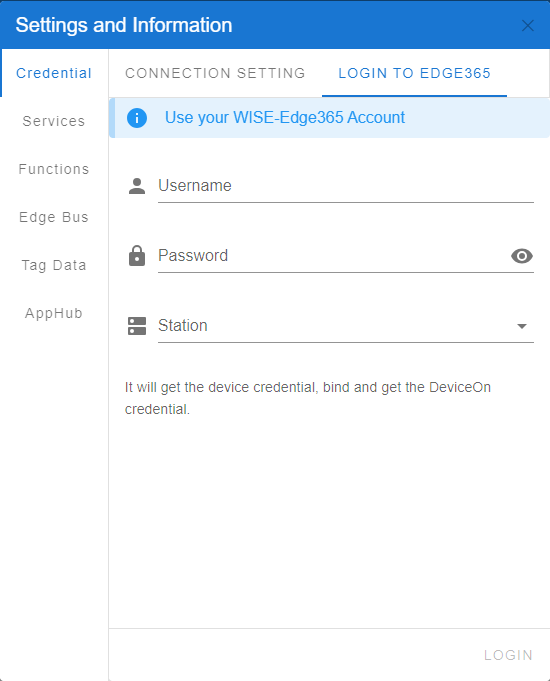 Settings and Information
Credential
Services
Functions
Edge Bus
Tag Data
AppHub
CONNECTION SETTING
LOGIN TO EDGE365
Use your WISE-Edge365 Account
Username
Password
Station
It will get the device credential, bind and get the DeviceOn
credential.
LOGIN